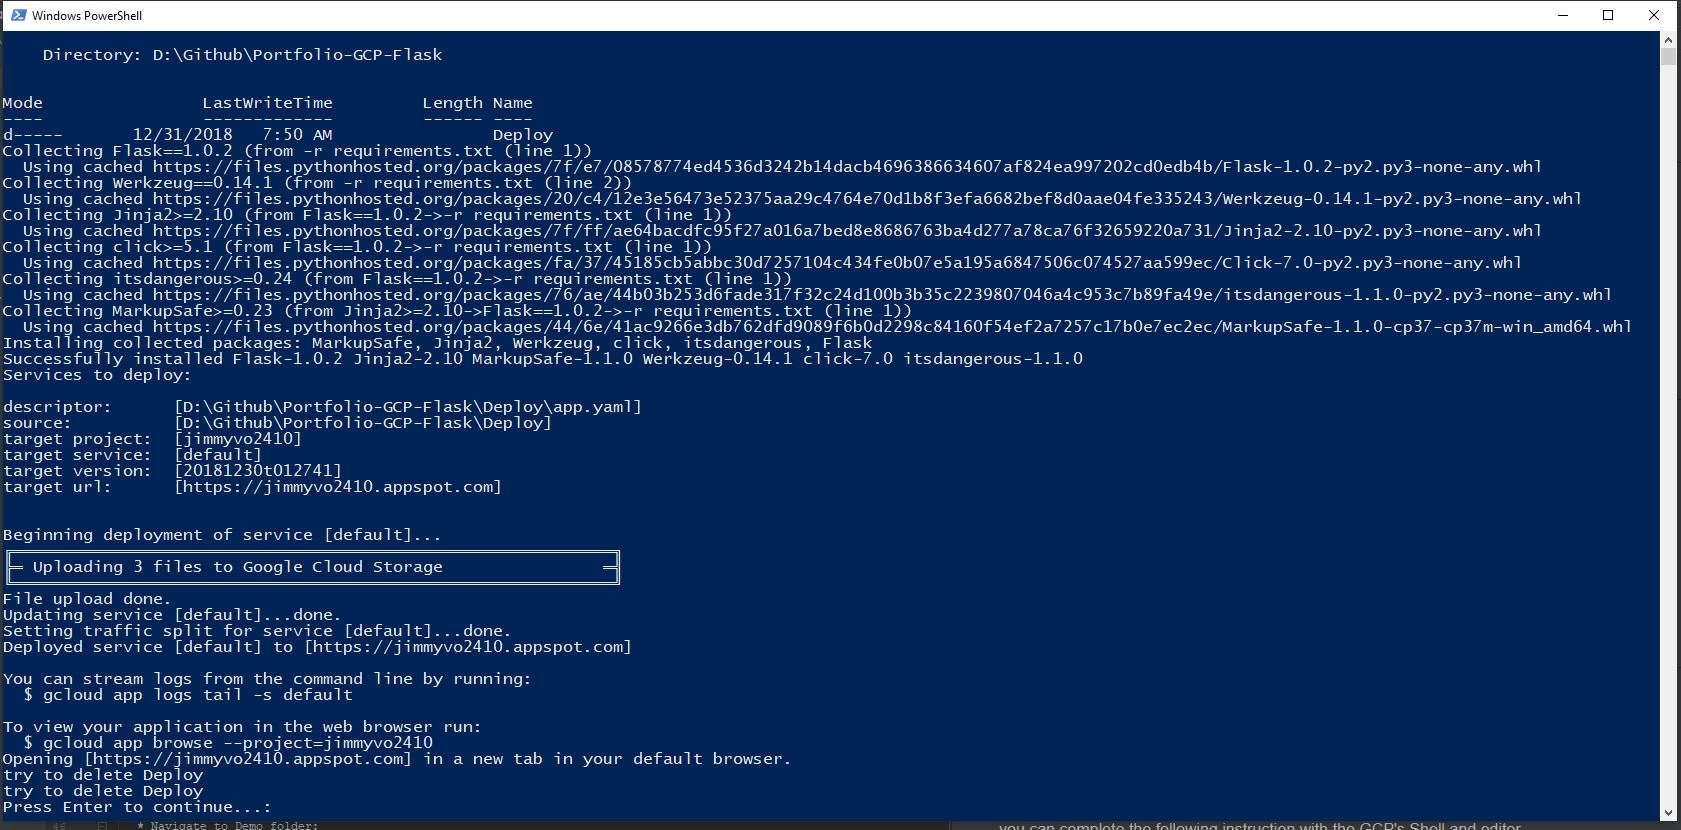 Windows PowerShell
Directory: D:\Github\Portfolio-GCP-Flask
Mode                LastWriteTime         Length Name
----                -------------         ------ ----
d-----       12/31/2018   7:50 AM                Deploy
Collecting Flask==1.0.2 (from -r requirements.txt (line 1))
  Using cached https://files.pythonhosted.org/packages/7f/e7/08578774ed4536d3242b14dacb4696386634607af824ea997202cd0edb4b/Flask-1.0.2-py2.py3-none-any.whl
Collecting Werkzeug==0.14.1 (from -r requirements.txt (line 2))
  Using cached https://files.pythonhosted.org/packages/20/c4/12e3e56473e52375aa29c4764e70d1b8f3efa6682bef8d0aae04fe335243/Werkzeug-0.14.1-py2.py3-none-any.whl
Collecting Jinja2>=2.10 (from Flask==1.0.2->-r requirements.txt (line 1))
  Using cached https://files.pythonhosted.org/packages/7f/ff/ae64bacdfc95f27a016a7bed8e8686763ba4d277a78ca76f32659220a731/Jinja2-2.10-py2.py3-none-any.whl
Collecting click>=5.1 (from Flask==1.0.2->-r requirements.txt (line 1))
  Using cached https://files.pythonhosted.org/packages/fa/37/45185cb5abbc30d7257104c434fe0b07e5a195a6847506c074527aa599ec/Click-7.0-py2.py3-none-any.whl
Collecting itsdangerous>=0.24 (from Flask==1.0.2->-r requirements.txt (line 1))
  Using cached https://files.pythonhosted.org/packages/76/ae/44b03b253d6fade317f32c24d100b3b35c2239807046a4c953c7b89fa49e/itsdangerous-1.1.0-py2.py3-none-any.whl
Collecting MarkupSafe>=0.23 (from Jinja2>=2.10->Flask==1.0.2->-r requirements.txt (line 1))
  Using cached https://files.pythonhosted.org/packages/44/6e/41ac9266e3db762dfd9089f6b0d2298c84160f54ef2a7257c17b0e7ec2ec/MarkupSafe-1.1.0-cp37-cp37m-win_amd64.whl
Installing collected packages: MarkupSafe, Jinja2, Werkzeug, click, itsdangerous, Flask
Successfully installed Flask-1.0.2 Jinja2-2.10 MarkupSafe-1.1.0 Werkzeug-0.14.1 click-7.0 itsdangerous-1.1.0
Services to deploy:
descriptor:      [D:\Github\Portfolio-GCP-Flask\Deploy\app.yaml]
source:          [D:\Github\Portfolio-GCP-Flask\Deploy]
target project:  [jimmyvo2410]
target service:  [default]
target version:  [20181230t012741]
target url:      [https://jimmyvo2410.appspot.com]
Beginning deployment of service [default]...
Uploading 3 files to Google Cloud Storage
File upload done.
Updating service [default]...done.
Setting traffic split for service [default]...done.
Deployed service [default] to [https://jimmyvo2410.appspot.com]
You can stream logs from the command line by running:
  $ gcloud app logs tail -s default
To view your application in the web browser run:
  $ gcloud app browse --project=jimmyvo2410
Opening [https://jimmyvo2410.appspot.com] in a new tab in your default browser.
try to delete Deploy
try to delete Deploy
Press Enter to continue...:
46 * Navigate to Demo folder:
you can complete the following instruction with the GCP's Shell and editor